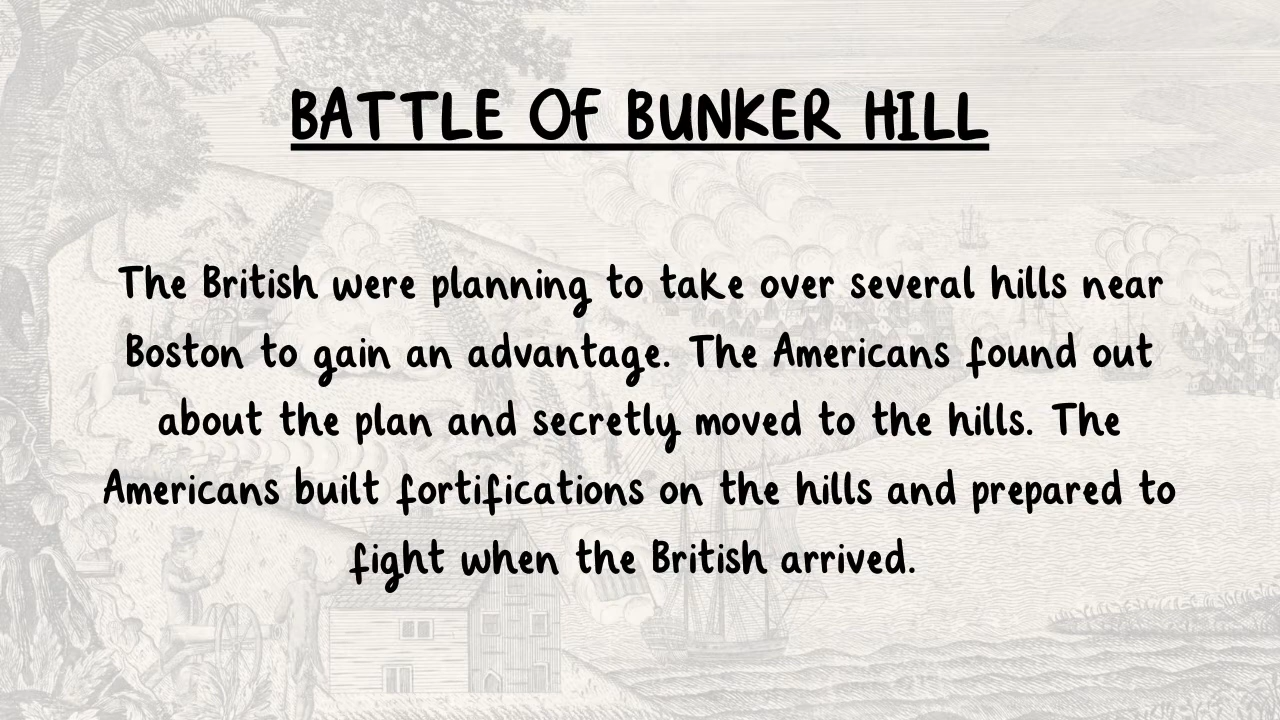 BATTLE OF BUNKER HILL
The British were planning to take over several hills near
Boston to gain an advantage. The Americans found out
about the plan and secretly moved to the hills. The
Americans built fortifications on the hills and prepared to
fight when the British arrived.